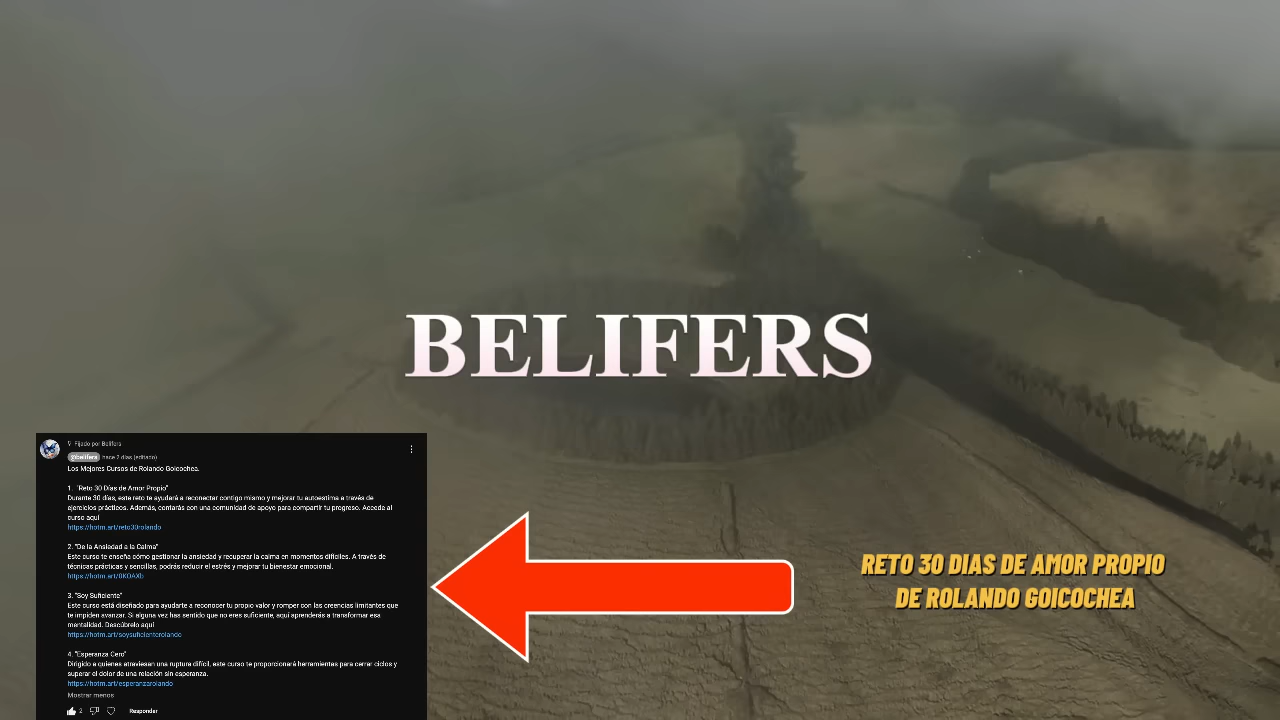 BELIFERS
Fijado por Belifers
@belifers hace 2 días (editado)
Los Mejores Cursos de Rolando Goicochea.
1. "Reto 30 Días de Amor Propio"
Durante 30 días, este reto te ayudará a reconectar contigo mismo y mejorar tu autoestima a través de
ejercicios prácticos. Además, contarás con una comunidad de apoyo para compartir tu progreso. Accede al
curso aquí
https://hotm.art/reto30rolando
2. "De la Ansiedad a la Calma"
Este curso te enseña cómo gestionar la ansiedad y recuperar la calma en momentos difíciles. A través de
técnicas prácticas y sencillas, podrás reducir el estrés y mejorar tu bienestar emocional.
https://hotm.art/0KOAXb
3. "Soy Suficiente"
Este curso está diseñado para ayudarte a reconocer tu propio valor y romper con las creencias limitantes que
te impiden avanzar. Si alguna vez has sentido que no eres suficiente, aquí aprenderás a transformar esa
mentalidad. Descúbrelo aquí
https://hotm.art/soysuficienterolando
4. "Esperanza Cero"
Dirigido a quienes atraviesan una ruptura difícil, este curso te proporcionará herramientas para cerrar ciclos y
superar el dolor de una relación sin esperanza.
https://hotm.art/esperanzarolando
Mostrar menos
2 Responder
RETO 30 DIAS DE AMOR PROPIO
DE ROLANDO GOICOCHEA